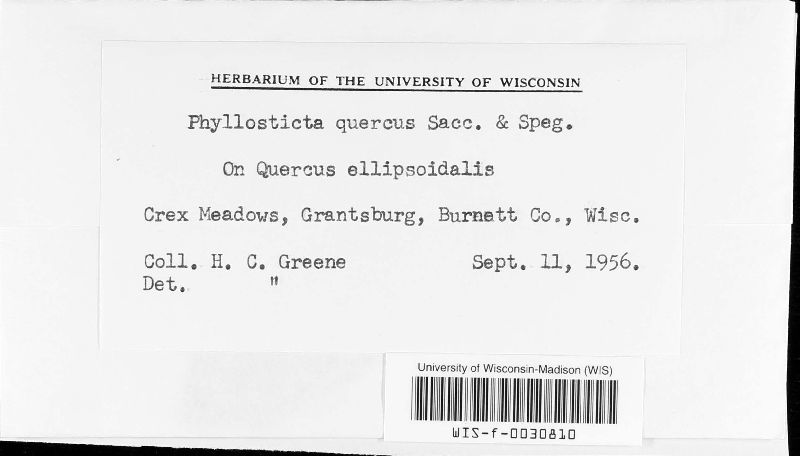 HERBARIUM OF THE UNIVERSITY OF WISCONSIN
Phyllosticta quercus Sacc. & Speg.
On Quercus ellipsoidalis
Crex Meadows, Grantsburg, Burnett Co., Wisc.
Coll. H. C. Greene Sept. 11, 1956.
Det. "
University of Wisconsin-Madison (WIS)
WIS-f-0030810